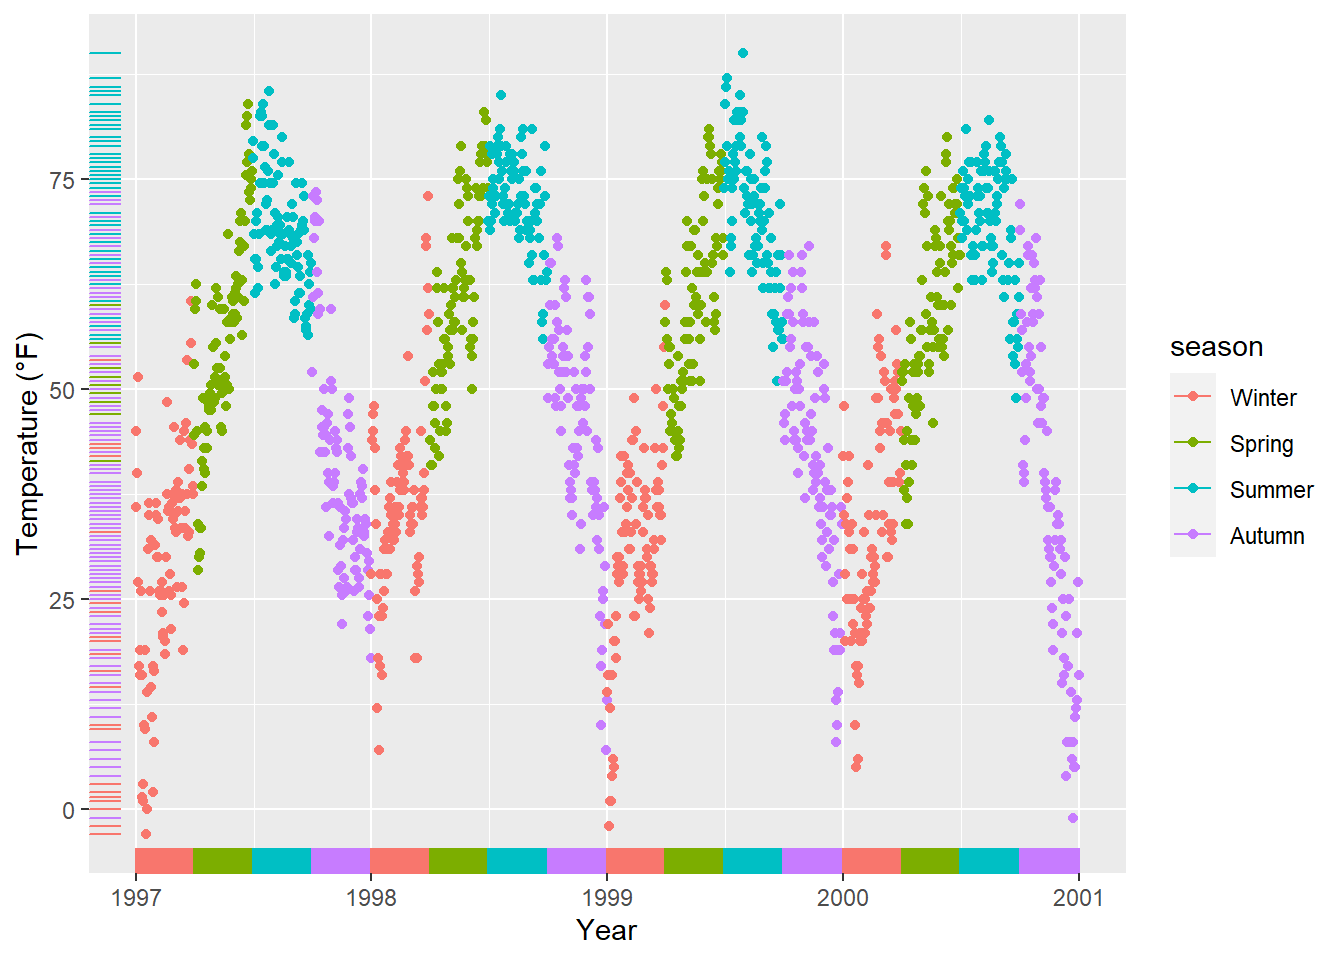 75
50
25
0
Temperature (°F)
1997
1998
1999
2000
2001
Year
season
Winter
Spring
Summer
Autumn